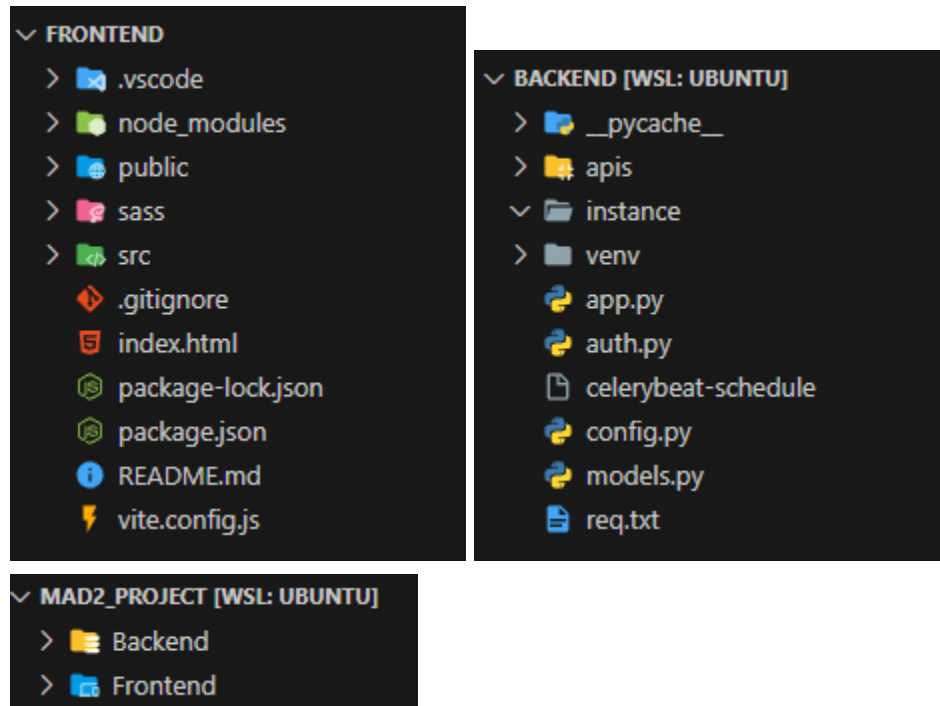 FRONTEND
.vscode
node_modules
public
sass
src
.gitignore
index.html
package-lock.json
package.json
README.md
vite.config.js
BACKEND [WSL: UBUNTU]
__pycache__
apis
instance
venv
app.py
auth.py
celerybeat-schedule
config.py
models.py
req.txt
MAD2_PROJECT [WSL: UBUNTU]
Backend
Frontend